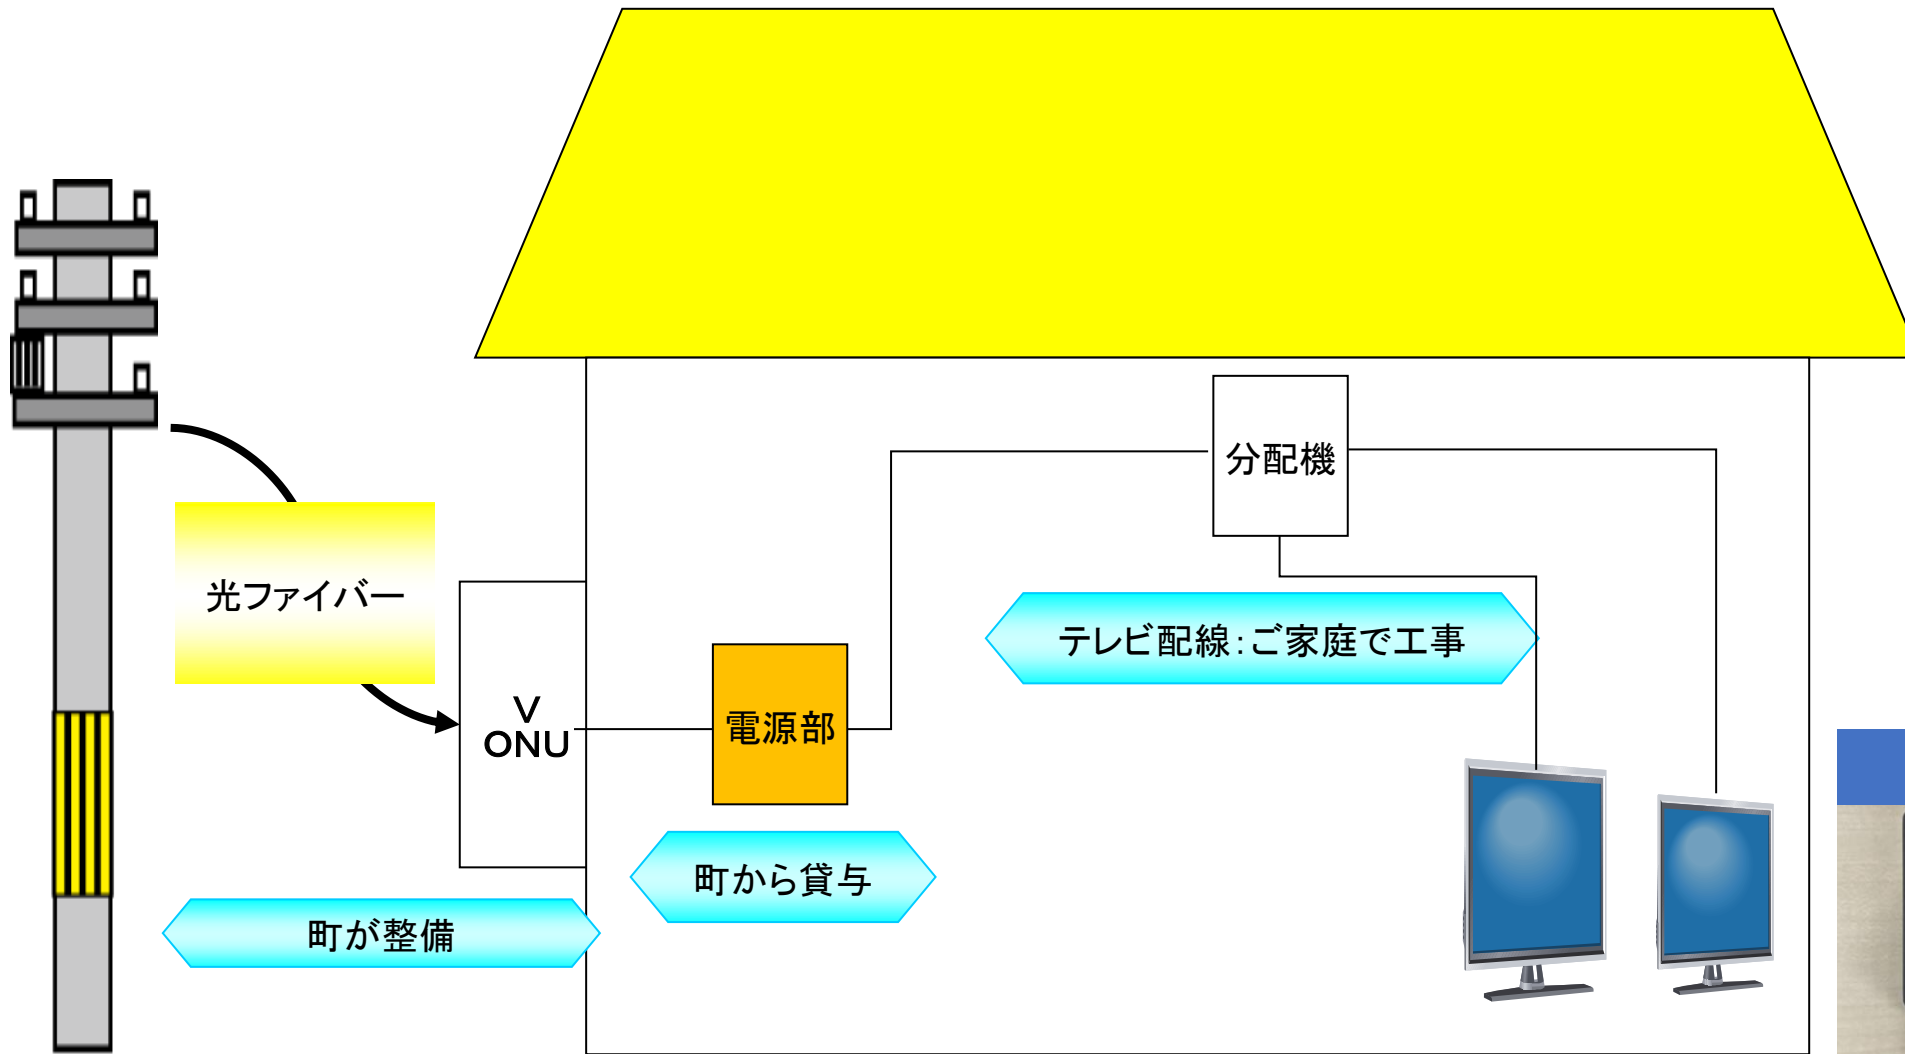 分配機
光ファイバー
テレビ配線：ご家庭で工事
V
ONU
電源部
町から貸与
町が整備